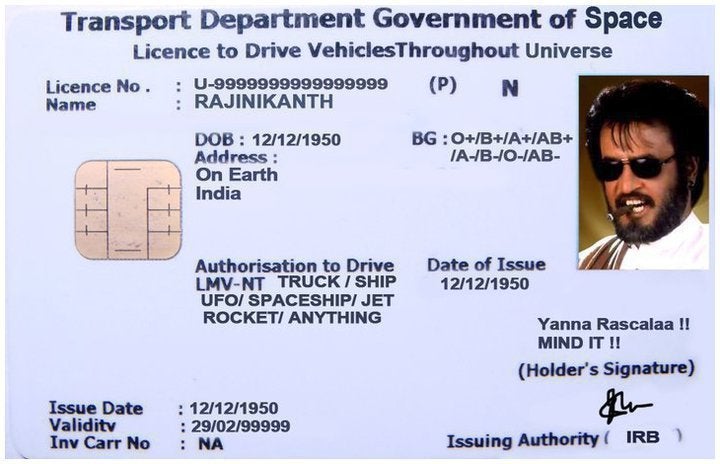 Transport Department Government of Space
Licence to Drive VehiclesThroughout Universe
Licence No . : U-9999999999999999 (P) N
Name : RAJINIKANTH
DOB : 12/12/1950 BG : O+/B+/A+/AB+
/A-/B-/O-/AB-
Address :
On Earth
India
Authorisation to Drive Date of Issue
LMV-NT TRUCK / SHIP 12/12/1950
UFO/ SPACESHIP/ JET
ROCKET/ ANYTHING
Yanna Rascalaa !!
MIND IT !!
(Holder's Signature)
Issue Date : 12/12/1950
Validity : 29/02/99999
Inv Carr No : NA
Issuing Authority ( IRB )